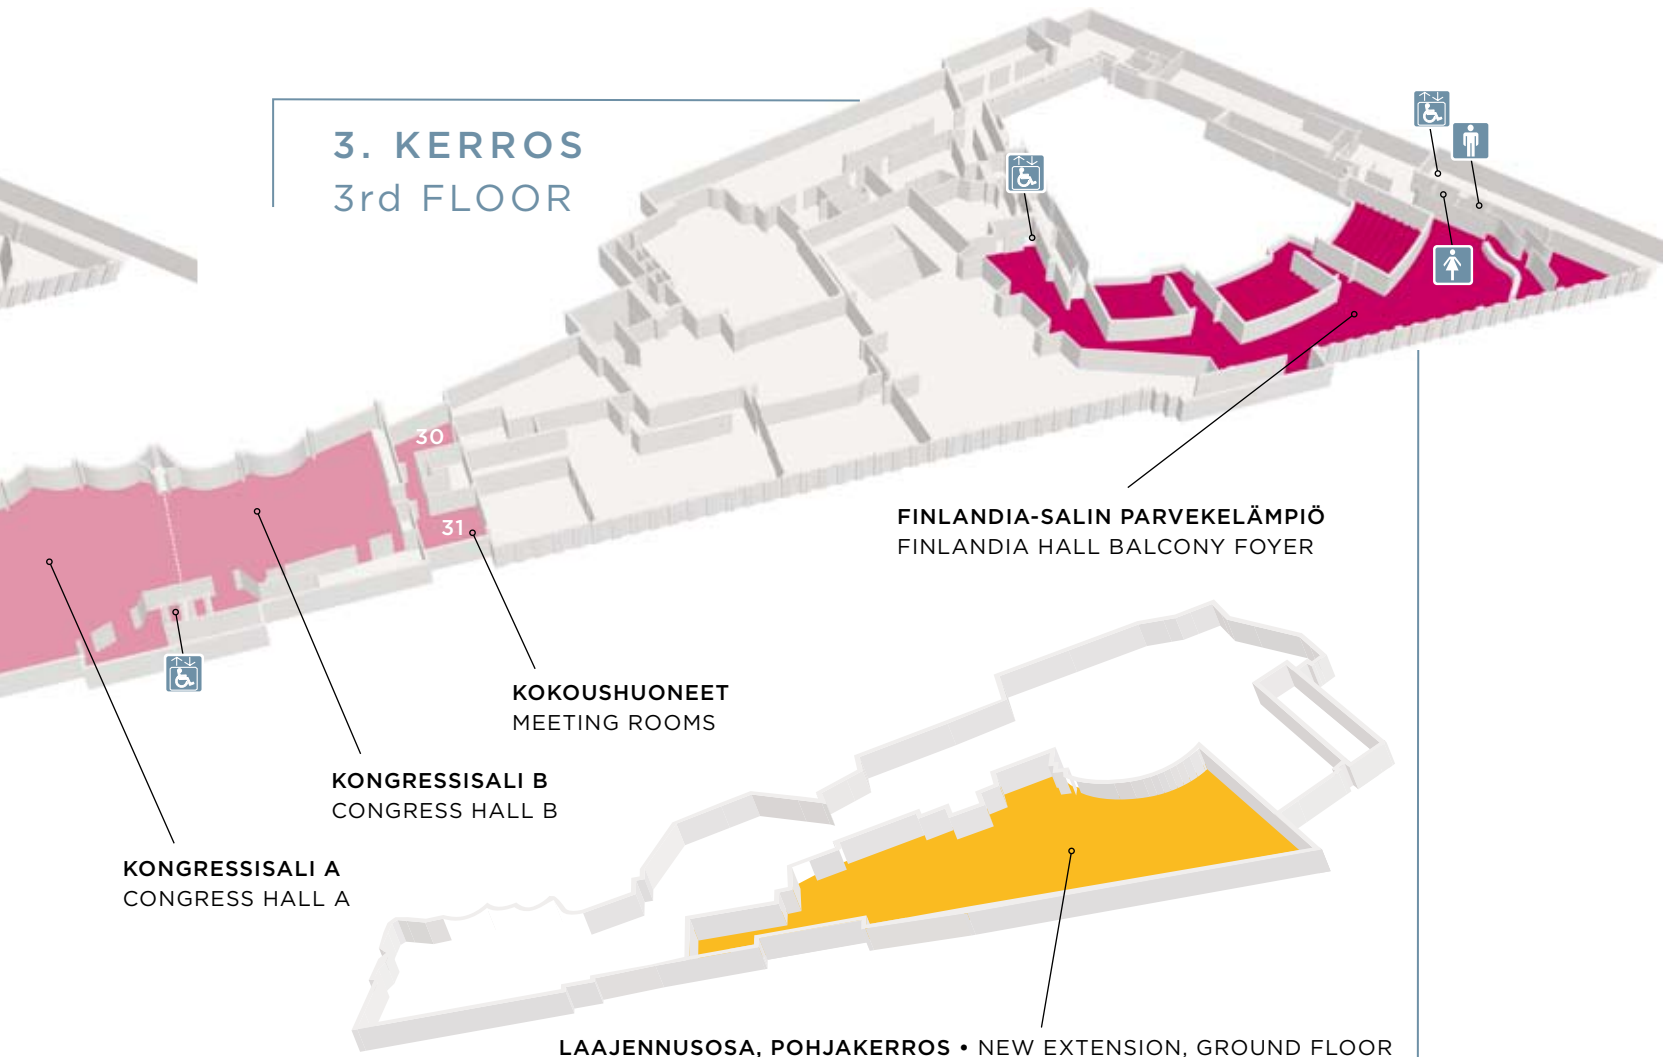 3. KERROS
3rd FLOOR
30
31
FINLANDIA-SALIN PARVEKELÄMPIÖ
FINLANDIA HALL BALCONY FOYER
KOKOUSHUONEET
MEETING ROOMS
KONGRESSISALI B
CONGRESS HALL B
KONGRESSISALI A
CONGRESS HALL A
LAAJENNUSOSA, POHJAKERROS • NEW EXTENSION, GROUND FLOOR